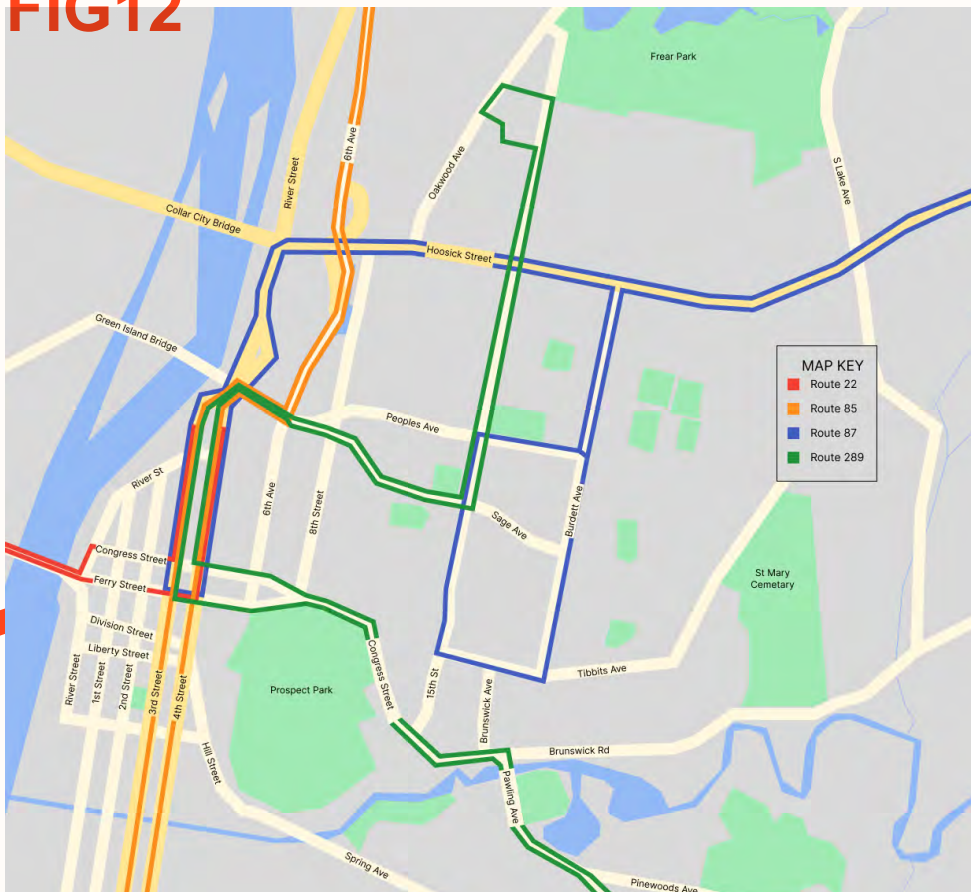 FIG12
Frear Park
6th Ave
River Street
Oakwood Ave
S Lake Ave
Collar City Bridge
Hoosick Street
Green Island Bridge
MAP KEY
Route 22
Route 85
Route 87
Route 289
Peoples Ave
River St
6th Ave
8th Street
Sage Ave
Burdett Ave
Congress Street
Ferry Street
St Mary
Cemetary
Division Street
Liberty Street
River Street
1st Street
2nd Street
3rd Street
4th Street
Prospect Park
Congress Street
15th St
Tibbits Ave
Brunswick Ave
Brunswick Rd
Hill Street
Pawling Ave
Spring Ave
Pinewoods Ave